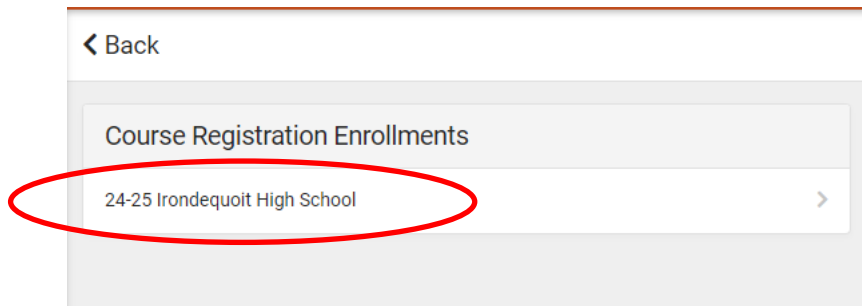 Back
Course Registration Enrollments
24-25 Irondequoit High School